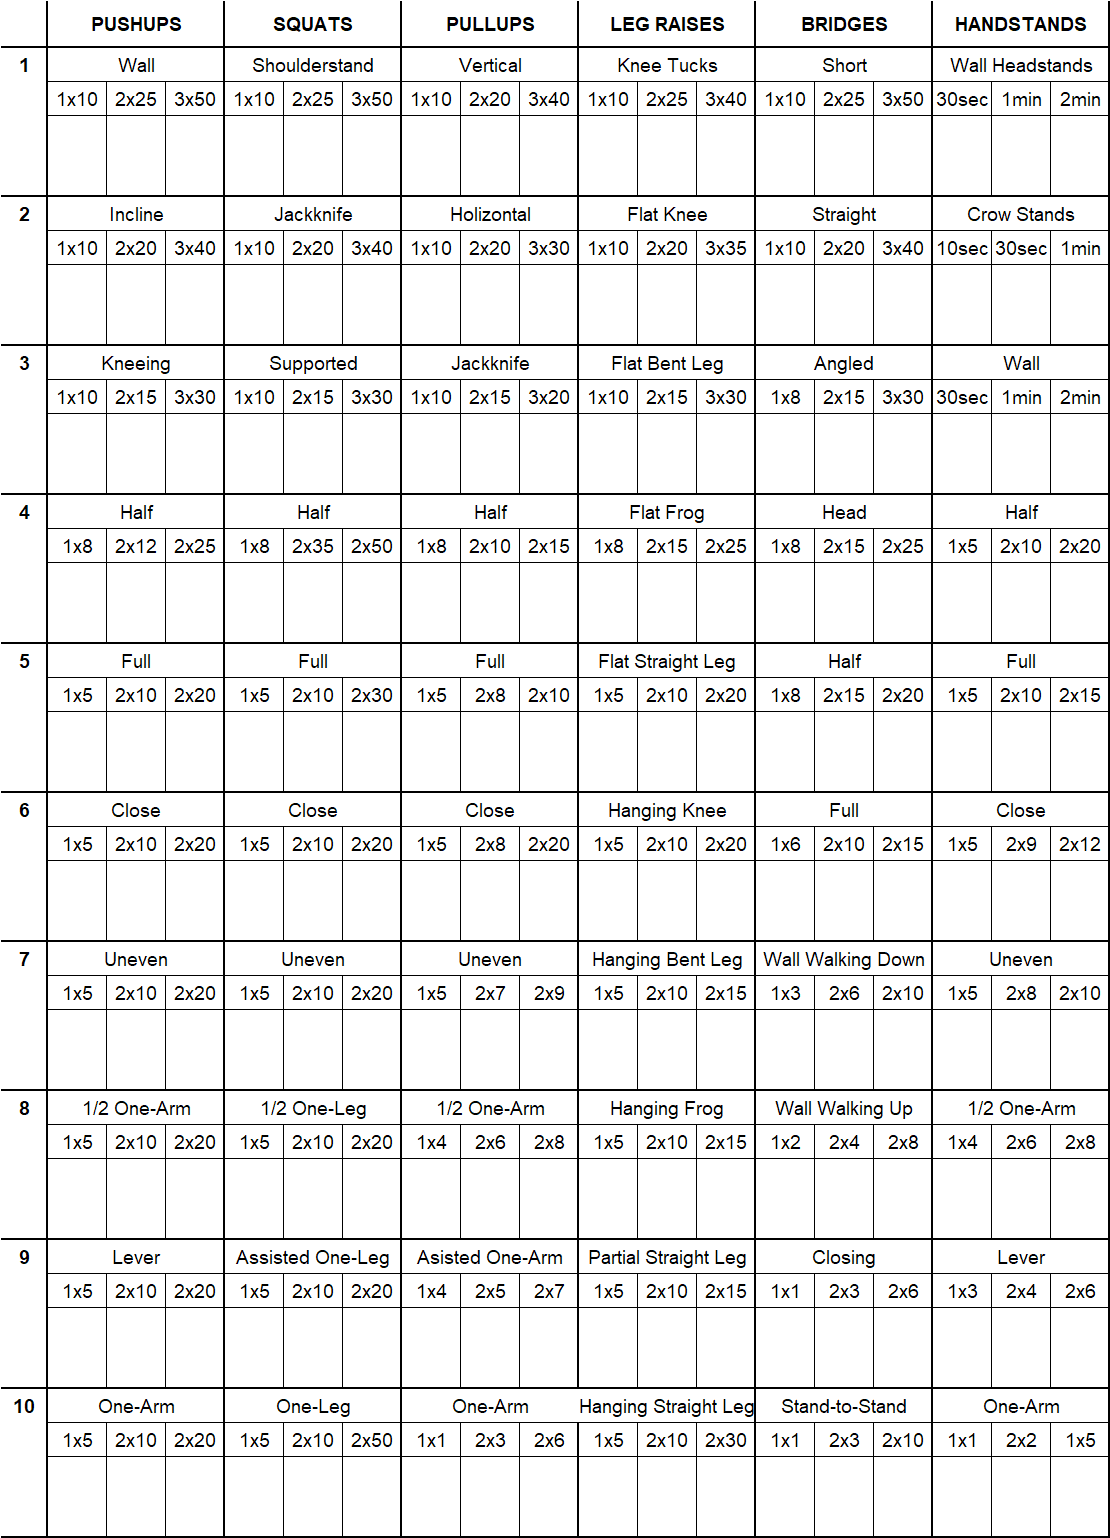 PUSHUPS SQUATS PULLUPS LEG RAISES BRIDGES HANDSTANDS
1 Wall Shoulderstand Vertical Knee Tucks Short Wall Headstands
1x10 2x25 3x50 1x10 2x25 3x50 1x10 2x20 3x40 1x10 2x25 3x40 1x10 2x25 3x50 30sec 1min 2min
2 Incline Jackknife Holizontal Flat Knee Straight Crow Stands
1x10 2x20 3x40 1x10 2x20 3x40 1x10 2x20 3x30 1x10 2x20 3x35 1x10 2x20 3x40 10sec 30sec 1min
3 Kneeing Supported Jackknife Flat Bent Leg Angled Wall
1x10 2x15 3x30 1x10 2x15 3x30 1x10 2x15 3x20 1x10 2x15 3x30 1x8 2x15 3x30 30sec 1min 2min
4 Half Half Half Flat Frog Head Half
1x8 2x12 2x25 1x8 2x35 2x50 1x8 2x10 2x15 1x8 2x15 2x25 1x8 2x15 2x25 1x5 2x10 2x20
5 Full Full Full Flat Straight Leg Half Full
1x5 2x10 2x20 1x5 2x10 2x30 1x5 2x8 2x10 1x5 2x10 2x20 1x8 2x15 2x20 1x5 2x10 2x15
6 Close Close Close Hanging Knee Full Close
1x5 2x10 2x20 1x5 2x10 2x20 1x5 2x8 2x20 1x5 2x10 2x20 1x6 2x10 2x15 1x5 2x9 2x12
7 Uneven Uneven Uneven Hanging Bent Leg Wall Walking Down Uneven
1x5 2x10 2x20 1x5 2x10 2x20 1x5 2x7 2x9 1x5 2x10 2x15 1x3 2x6 2x10 1x5 2x8 2x10
8 1/2 One-Arm 1/2 One-Leg 1/2 One-Arm Hanging Frog Wall Walking Up 1/2 One-Arm
1x5 2x10 2x20 1x5 2x10 2x20 1x4 2x6 2x8 1x5 2x10 2x15 1x2 2x4 2x8 1x4 2x6 2x8
9 Lever Assisted One-Leg Asisted One-Arm Partial Straight Leg Closing Lever
1x5 2x10 2x20 1x5 2x10 2x20 1x4 2x5 2x7 1x5 2x10 2x15 1x1 2x3 2x6 1x3 2x4 2x6
10 One-Arm One-Leg One-Arm Hanging Straight Leg Stand-to-Stand One-Arm
1x5 2x10 2x20 1x5 2x10 2x50 1x1 2x3 2x6 1x5 2x10 2x30 1x1 2x3 2x10 1x1 2x2 1x5